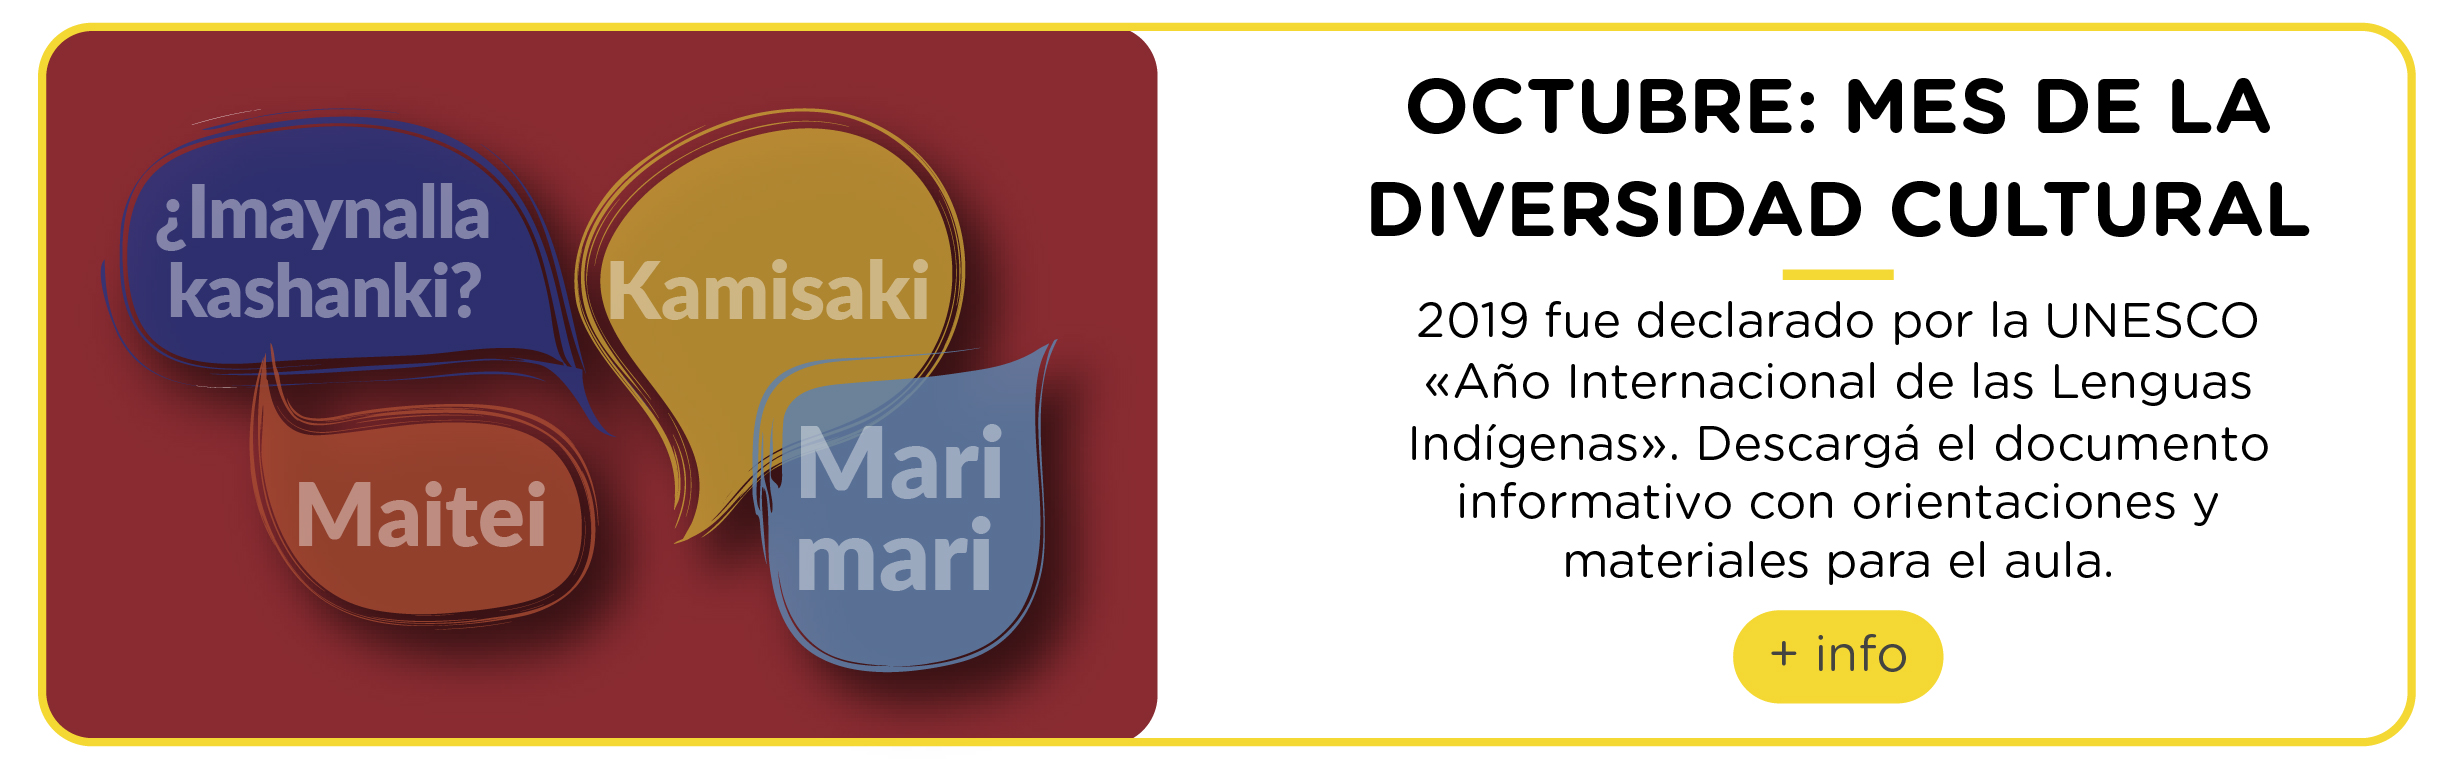 ¿Imaynalla
kashanki?
Kamisaki
Maitei
Mari
mari
OCTUBRE: MES DE LA
DIVERSIDAD CULTURAL
2019 fue declarado por la UNESCO
«Año Internacional de las Lenguas
Indígenas». Descargá el documento
informativo con orientaciones y
materiales para el aula.
+ info